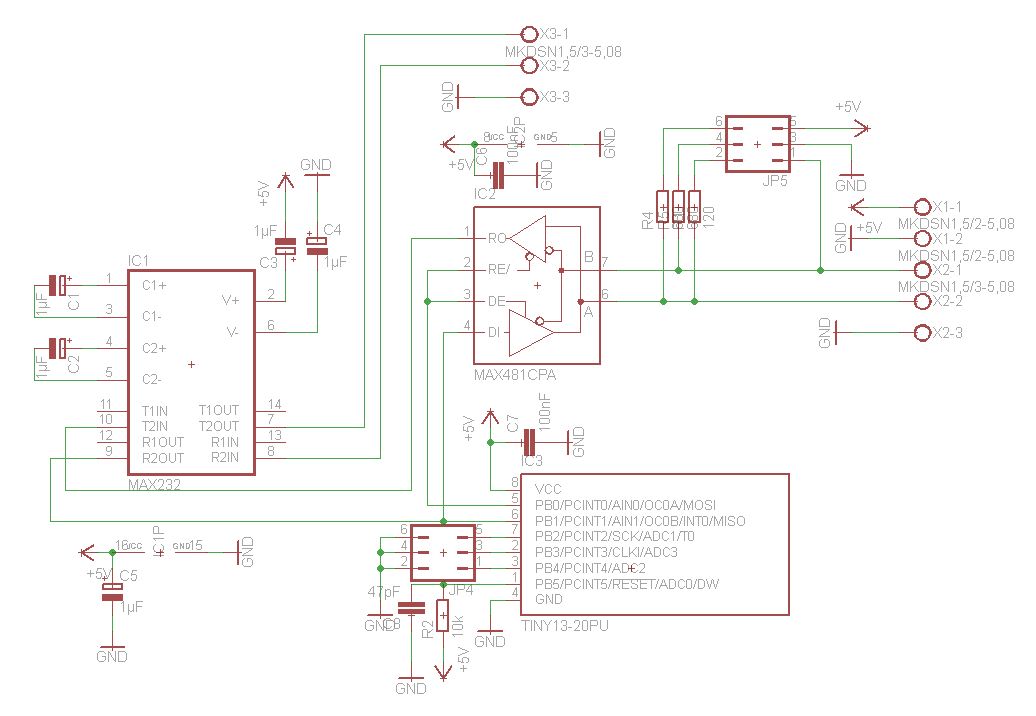 X3-1
MKDSN1,5/3-5,08
X3-2
GND
X3-3
+5V
8
VCC
IC2P
GND
5
GND
C6
100nF
GND
+5V
IC2
6
4
2
5
3
1
JP5
+5V
GND
R4
120
X1-1
MKDSN1,5/2-5,08
+5V
GND
X1-2
MKDSN1,5/2-5,08
X2-1
MKDSN1,5/3-5,08
X2-2
GND
X2-3
1
RO
2
RE/
3
DE
4
DI
B
7
A
6
MAX481CPA
GND
+5V
1µF
C3
C4
1µF
IC1
1
C1+
3
C1-
4
C2+
5
C2-
V+
2
V-
6
11
T1IN
10
T2IN
12
R1OUT
9
R2OUT
T1OUT
14
T2OUT
7
R1IN
13
R2IN
8
MAX232
1µF
C1
1µF
C2
+5V
C7
100nF
GND
IC3
8
VCC
5
PB0/PCINT0/AIN0/OC0A/MOSI
6
PB1/PCINT1/AIN1/OC0B/INT0/MISO
7
PB2/PCINT2/SCK/ADC1/T0
2
PB3/PCINT3/CLKI/ADC3
3
PB4/PCINT4/ADC2
1
PB5/PCINT5/RESET/ADC0/DW
4
GND
TINY13-20PU
GND
6
4
2
5
3
1
JP4
47pF
C8
GND
GND
R2
10k
+5V
+5V
16
VCC
IC1P
GND
15
GND
C5
1µF
GND